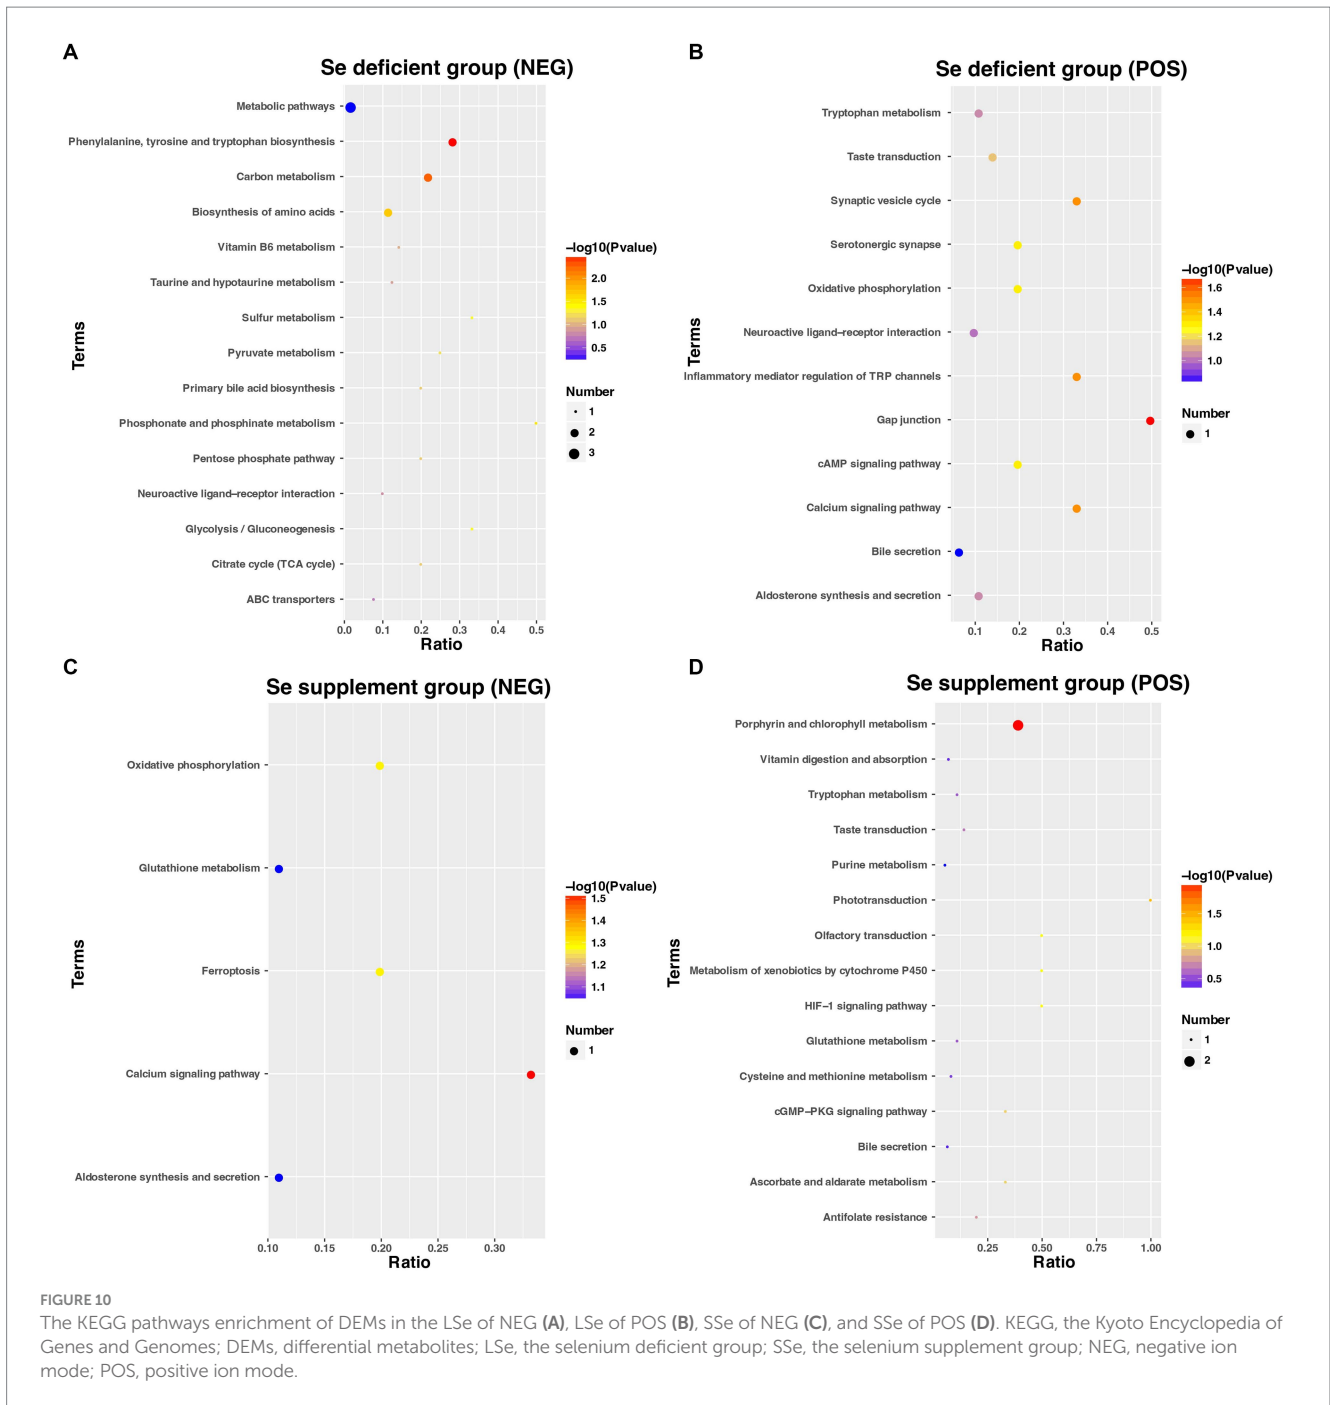 A
Se deficient group (NEG)
Metabolic pathways
Phenylalanine, tyrosine and tryptophan biosynthesis
Carbon metabolism
Biosynthesis of amino acids
Vitamin B6 metabolism
Taurine and hypotaurine metabolism
Sulfur metabolism
Pyruvate metabolism
Primary bile acid biosynthesis
Phosphonate and phosphinate metabolism
Pentose phosphate pathway
Neuroactive ligand–receptor interaction
Glycolysis / Gluconeogenesis
Citrate cycle (TCA cycle)
ABC transporters
Terms
0.0 0.1 0.2 0.3 0.4 0.5
Ratio
−log10(Pvalue)
2.0
1.5
1.0
0.5
Number
1
2
3
B
Se deficient group (POS)
Tryptophan metabolism
Taste transduction
Synaptic vesicle cycle
Serotonergic synapse
Oxidative phosphorylation
Neuroactive ligand–receptor interaction
Inflammatory mediator regulation of TRP channels
Gap junction
cAMP signaling pathway
Calcium signaling pathway
Bile secretion
Aldosterone synthesis and secretion
Terms
0.1 0.2 0.3 0.4 0.5
Ratio
−log10(Pvalue)
1.6
1.4
1.2
1.0
Number
1
C
Se supplement group (NEG)
Oxidative phosphorylation
Glutathione metabolism
Ferroptosis
Calcium signaling pathway
Aldosterone synthesis and secretion
Terms
0.10 0.15 0.20 0.25 0.30
Ratio
−log10(Pvalue)
1.5
1.4
1.3
1.2
1.1
Number
1
D
Se supplement group (POS)
Porphyrin and chlorophyll metabolism
Vitamin digestion and absorption
Tryptophan metabolism
Taste transduction
Purine metabolism
Phototransduction
Olfactory transduction
Metabolism of xenobiotics by cytochrome P450
HIF−1 signaling pathway
Glutathione metabolism
Cysteine and methionine metabolism
cGMP−PKG signaling pathway
Bile secretion
Ascorbate and aldarate metabolism
Antifolate resistance
Terms
0.25 0.50 0.75 1.00
Ratio
−log10(Pvalue)
1.5
1.0
0.5
Number
1
2
FIGURE 10
The KEGG pathways enrichment of DEMs in the LSe of NEG (A), LSe of POS (B), SSe of NEG (C), and SSe of POS (D). KEGG, the Kyoto Encyclopedia of
Genes and Genomes; DEMs, differential metabolites; LSe, the selenium deficient group; SSe, the selenium supplement group; NEG, negative ion
mode; POS, positive ion mode.